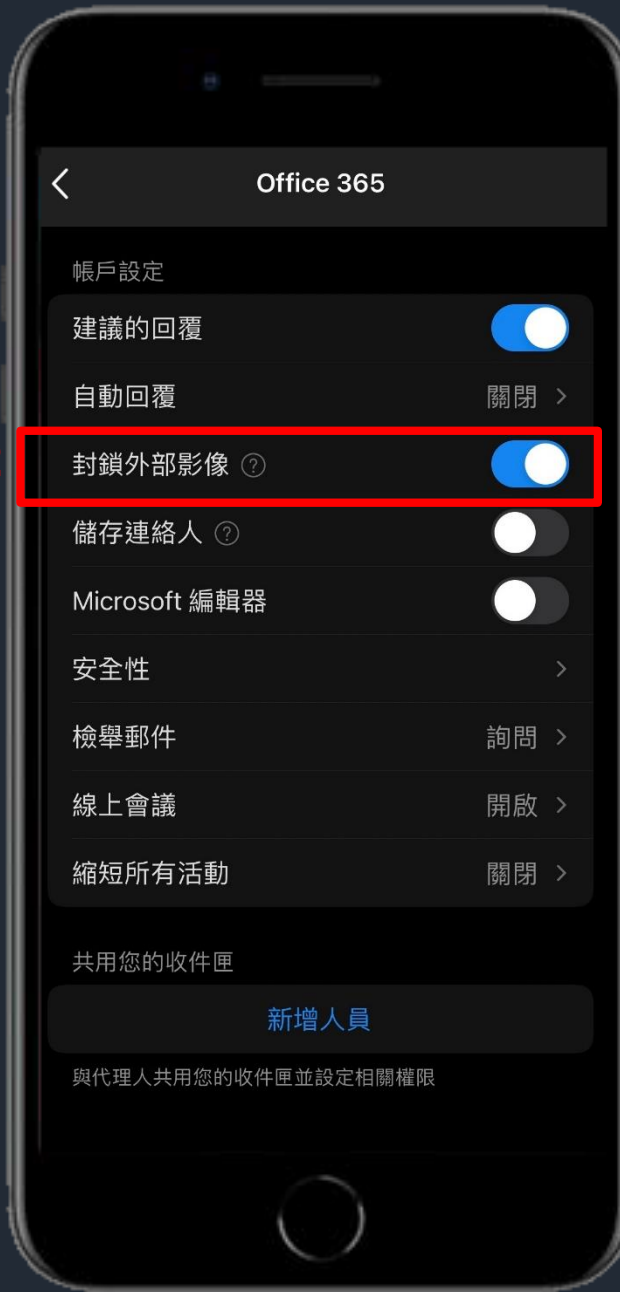 Office 365
帳戶設定
建議的回覆
自動回覆 關閉
封鎖外部影像
儲存連絡人
Microsoft 編輯器
安全性
檢舉郵件 詢問
線上會議 開啟
縮短所有活動 關閉
共用您的收件匣
新增人員
與代理人共用您的收件匣並設定相關權限